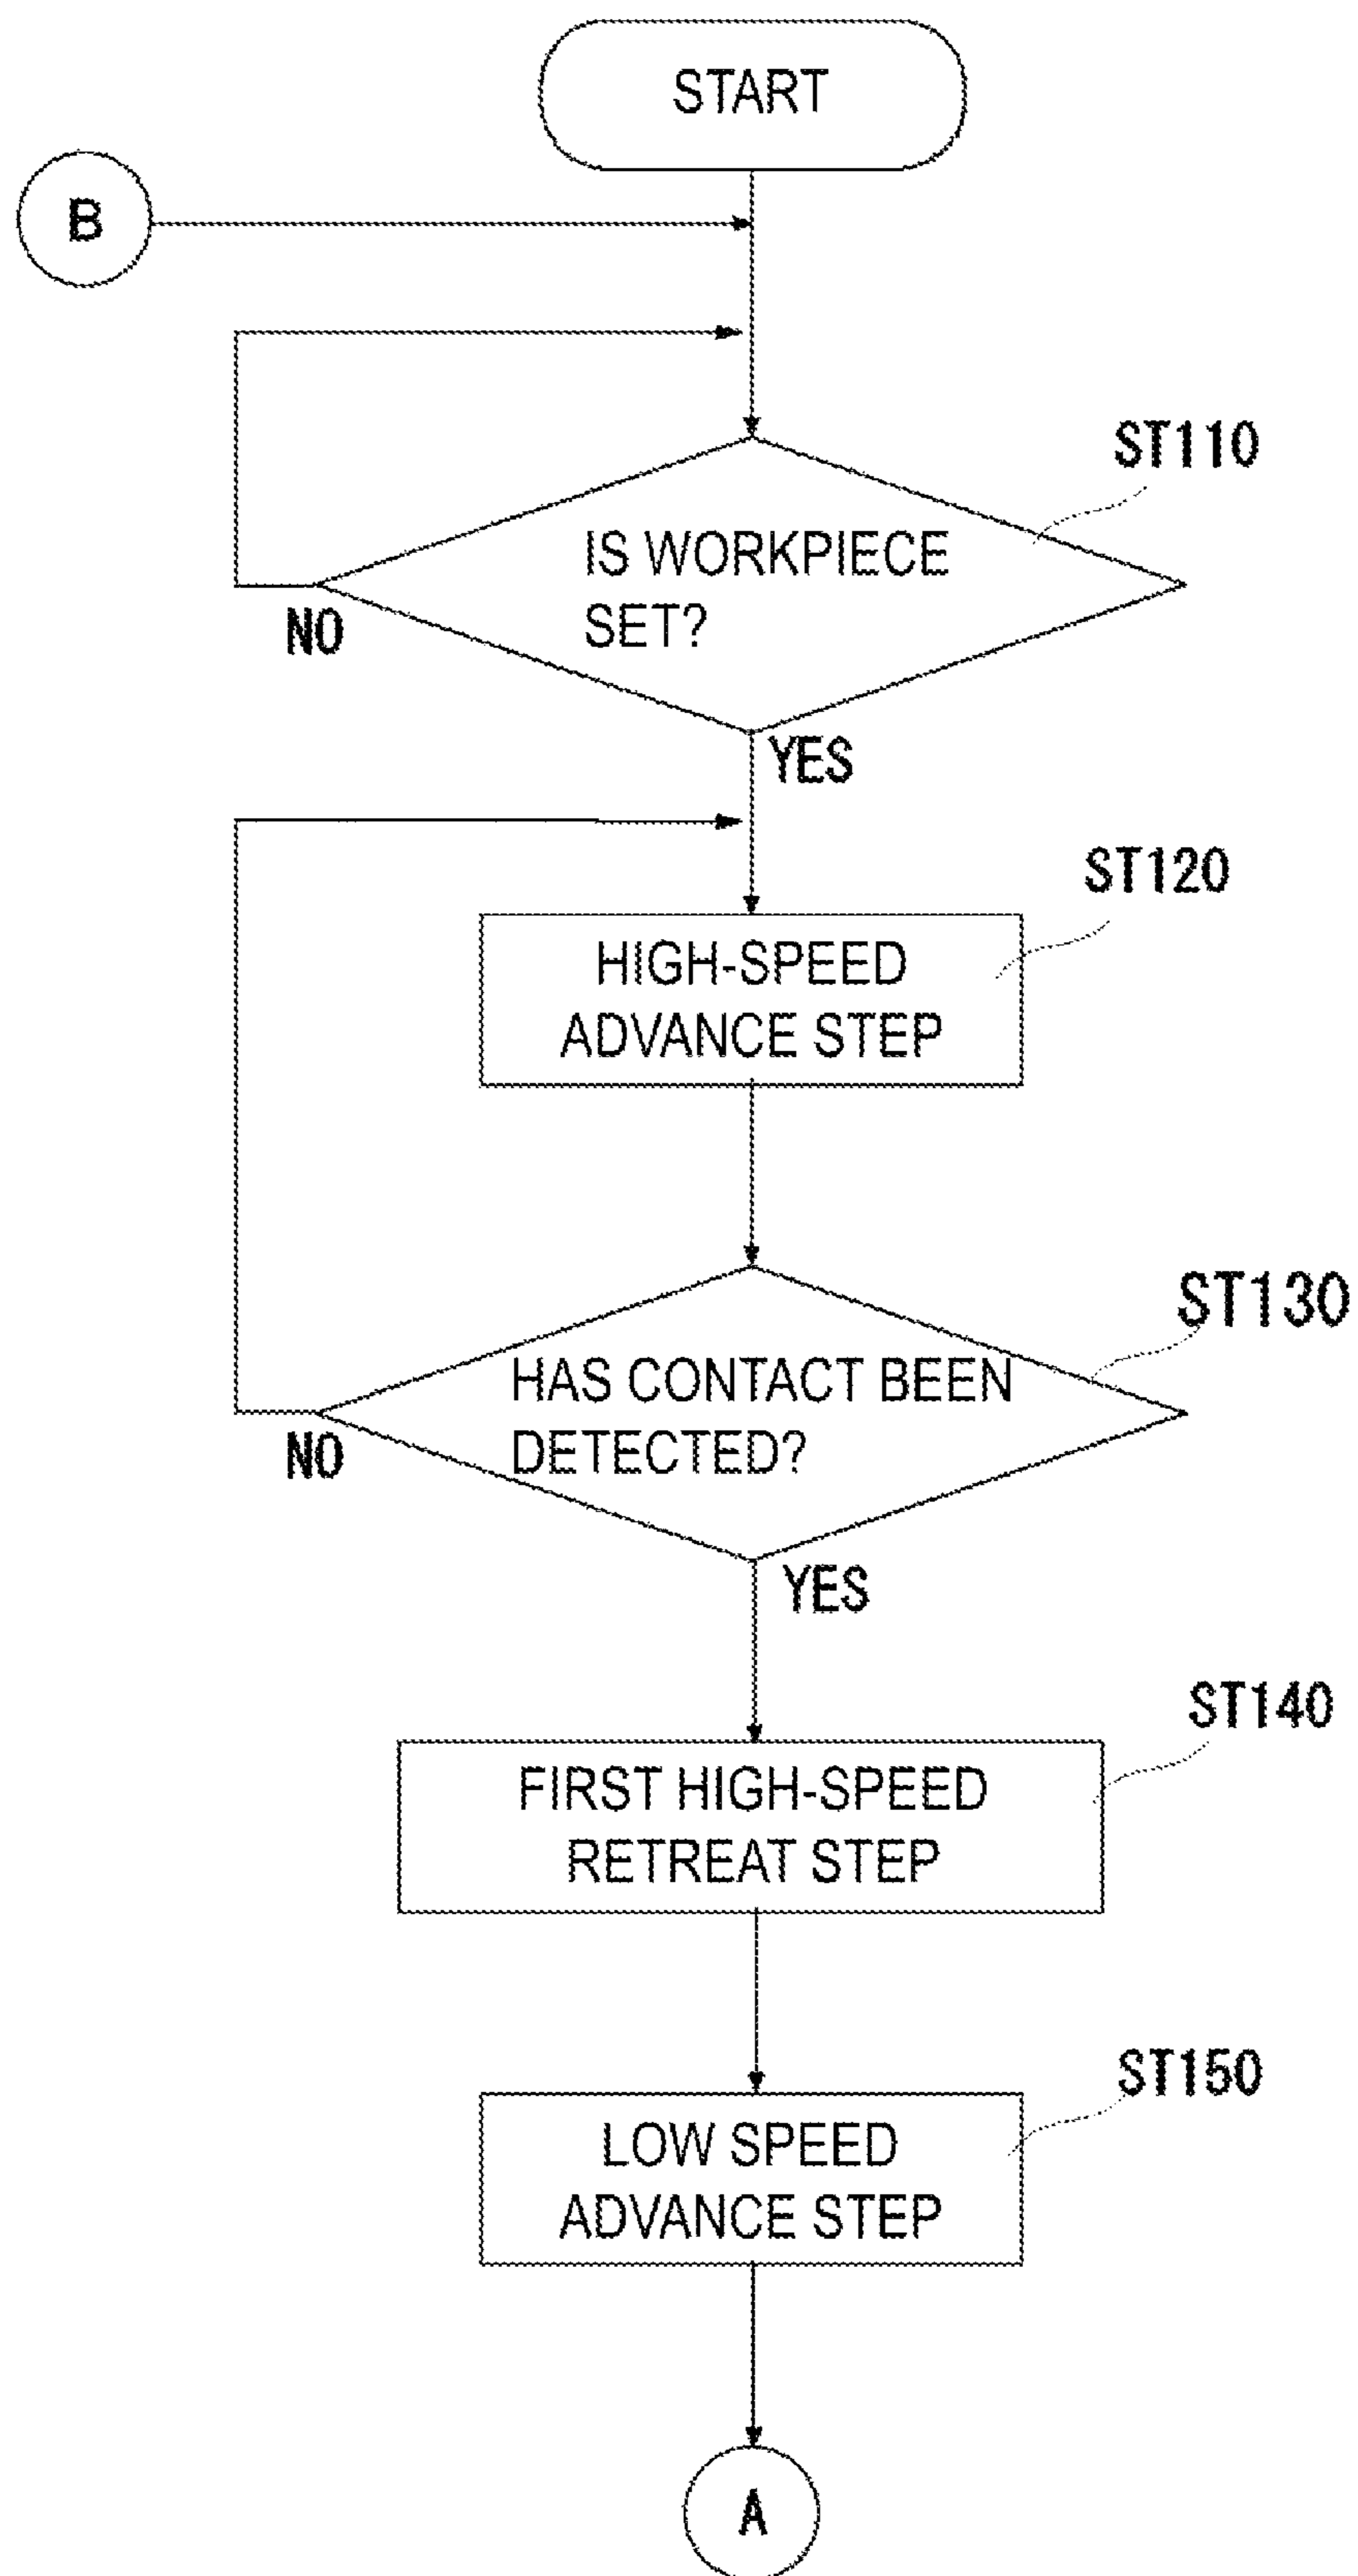 START
B
ST110
IS WORKPIECE
SET?
NO
YES
ST120
HIGH-SPEED
ADVANCE STEP
ST130
HAS CONTACT BEEN
DETECTED?
NO
YES
ST140
FIRST HIGH-SPEED
RETREAT STEP
ST150
LOW SPEED
ADVANCE STEP
A